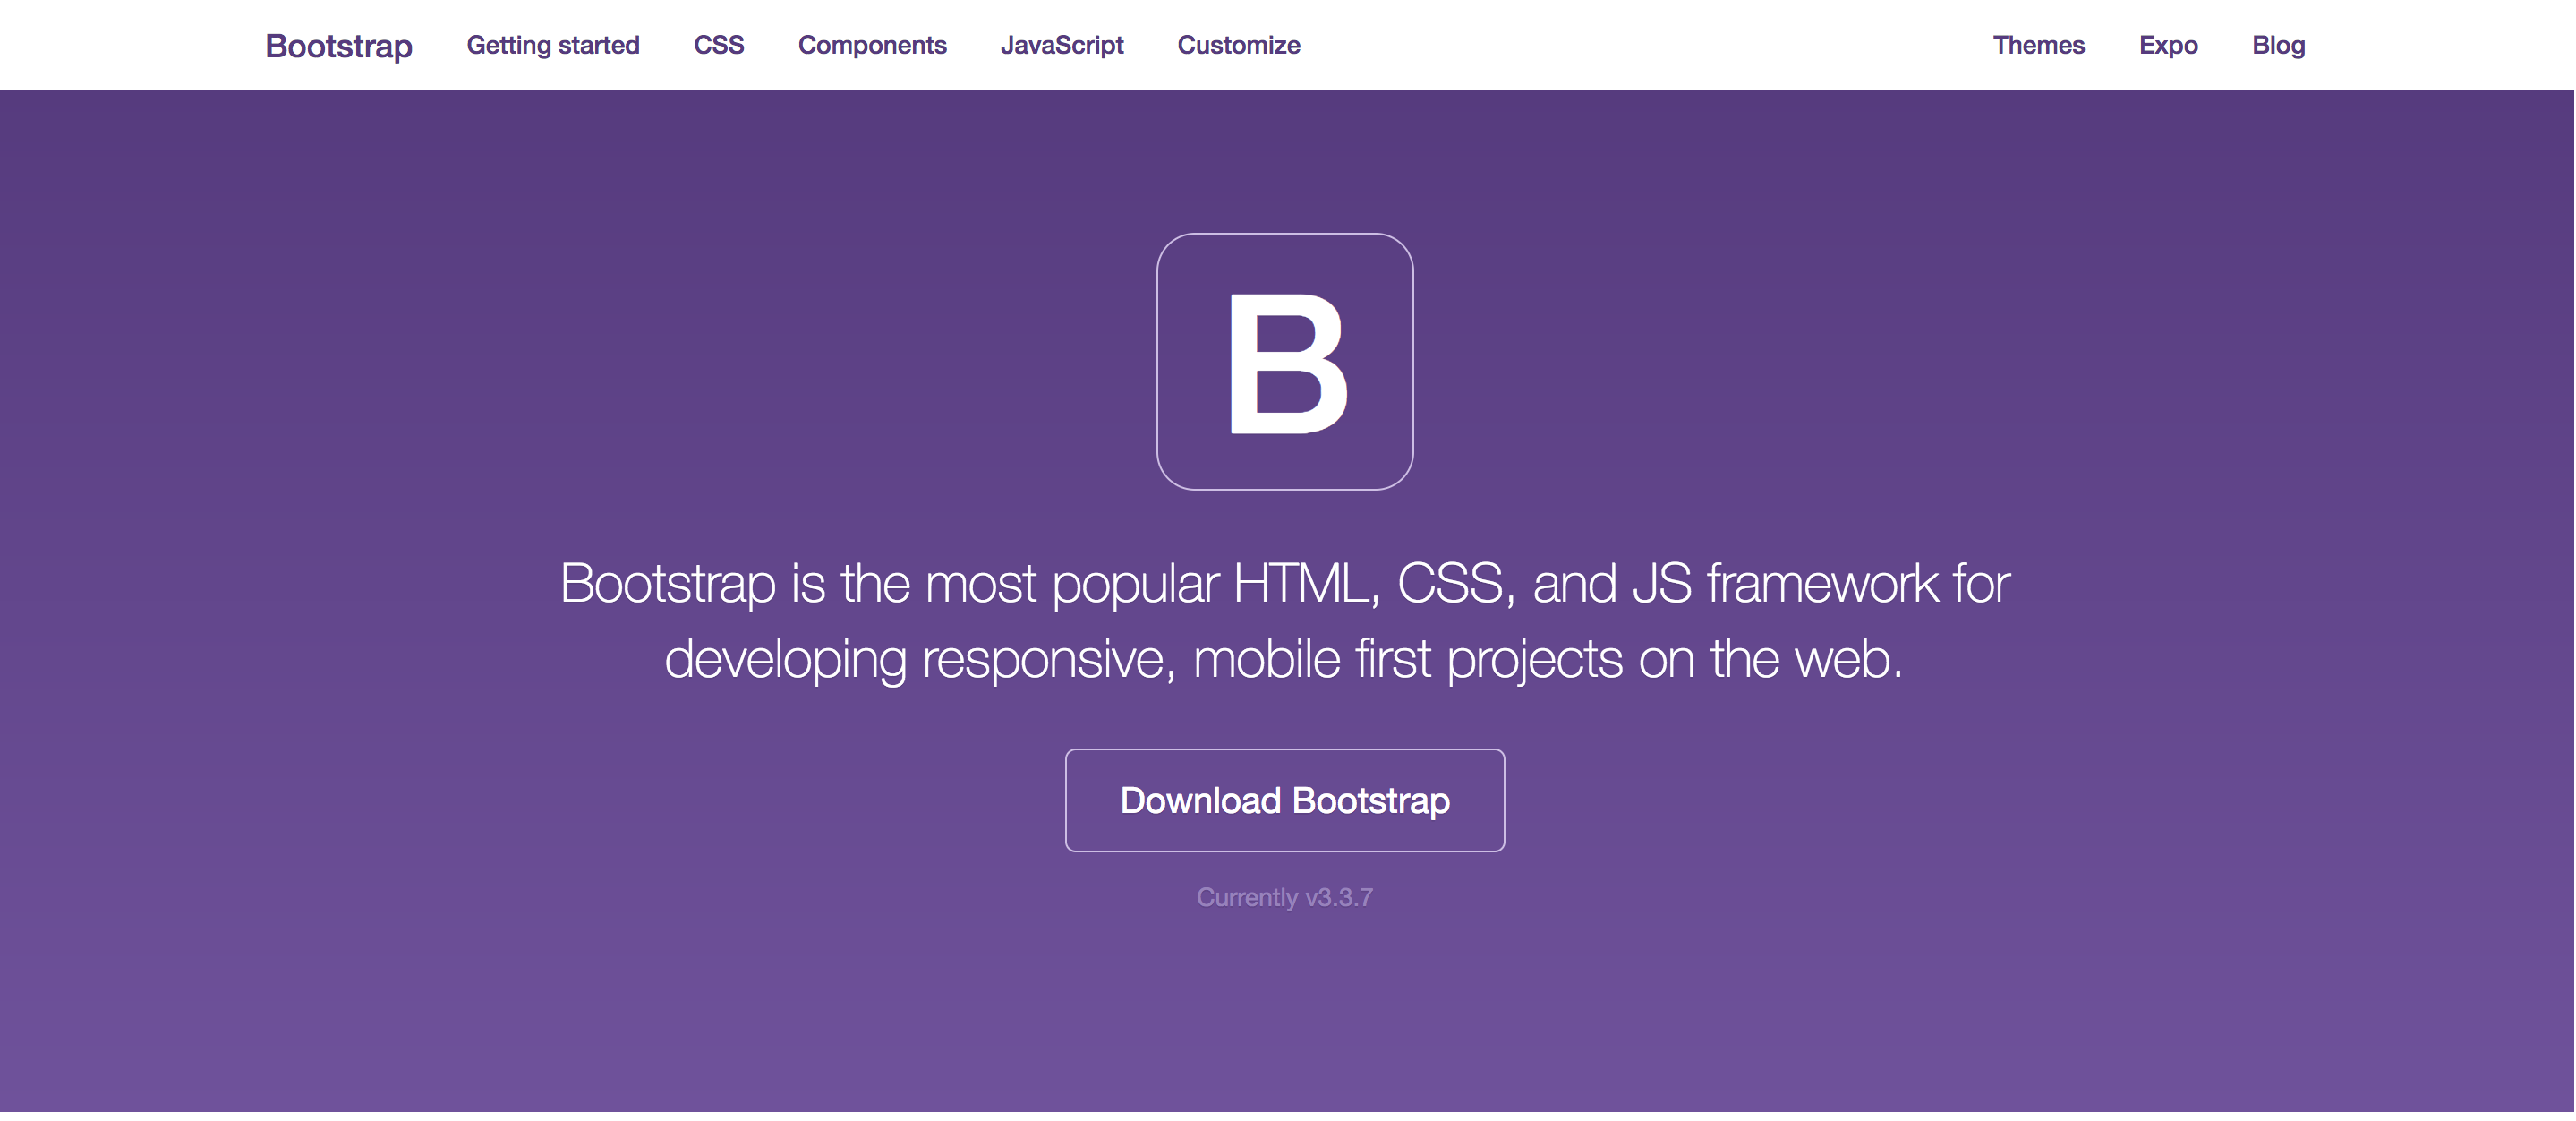 Bootstrap Getting started CSS Components JavaScript Customize Themes Expo Blog
B
Bootstrap is the most popular HTML, CSS, and JS framework for
developing responsive, mobile first projects on the web.
Download Bootstrap
Currently v3.3.7